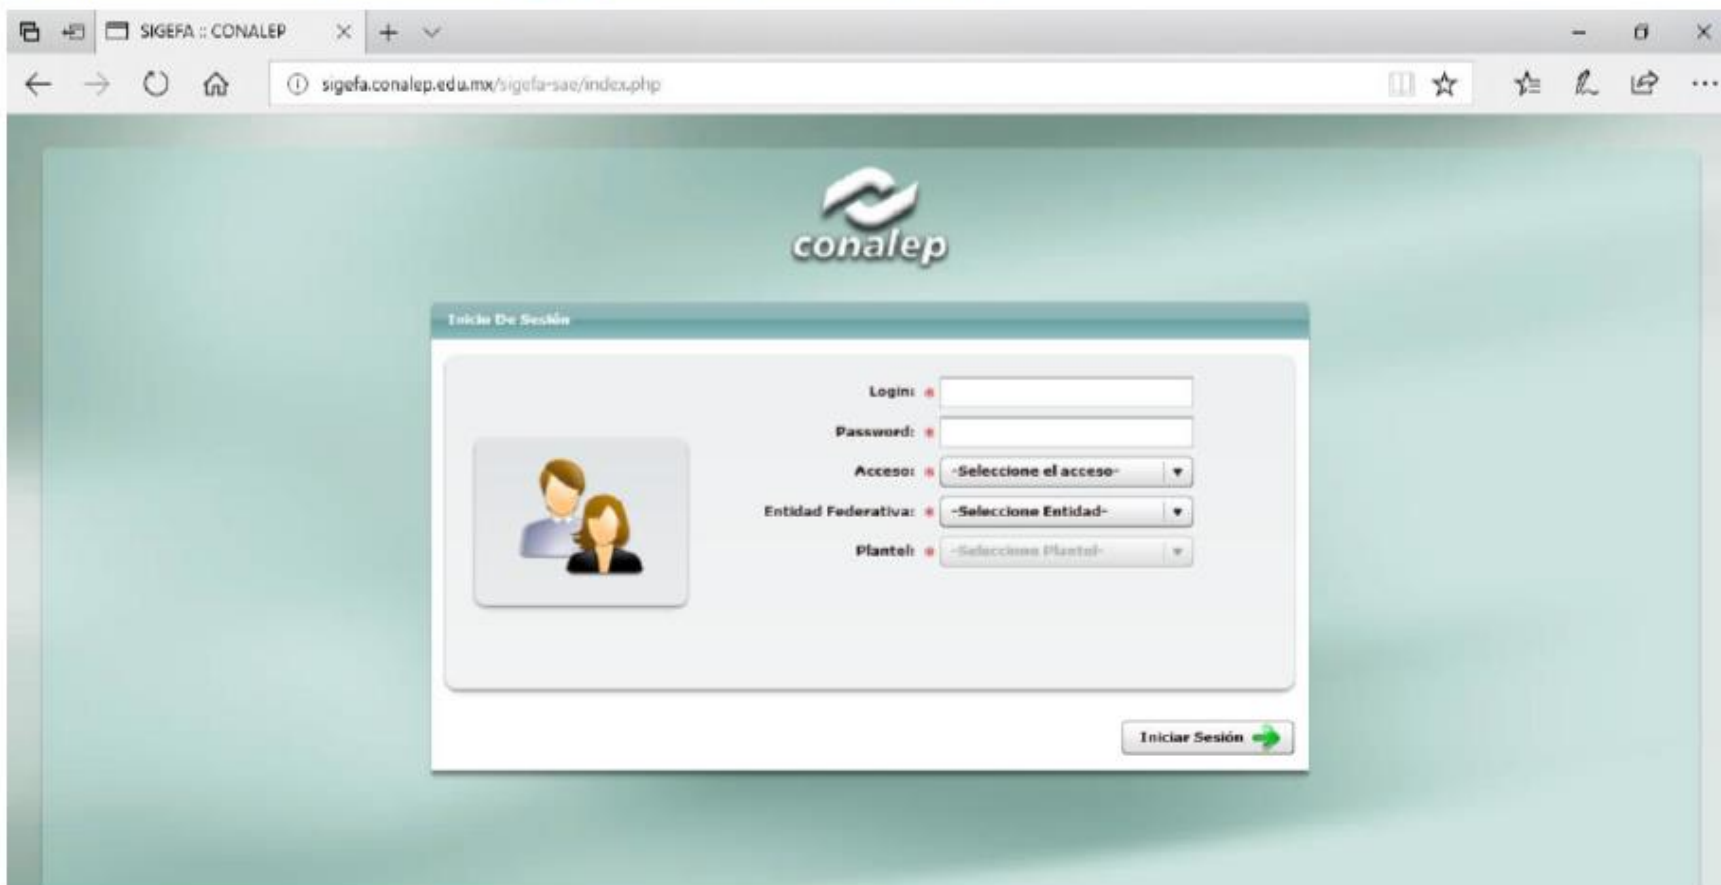 SIGEFA :: CONALEP
sigefa.conalep.edu.mx/sigefa-sae/index.php
conalep
Inicio De Sesión
Login: *
Password: *
Acceso: * -Seleccione el acceso-
Entidad Federativa: * -Seleccione Entidad-
Plantel: * -Seleccione Plantel-
Iniciar Sesión